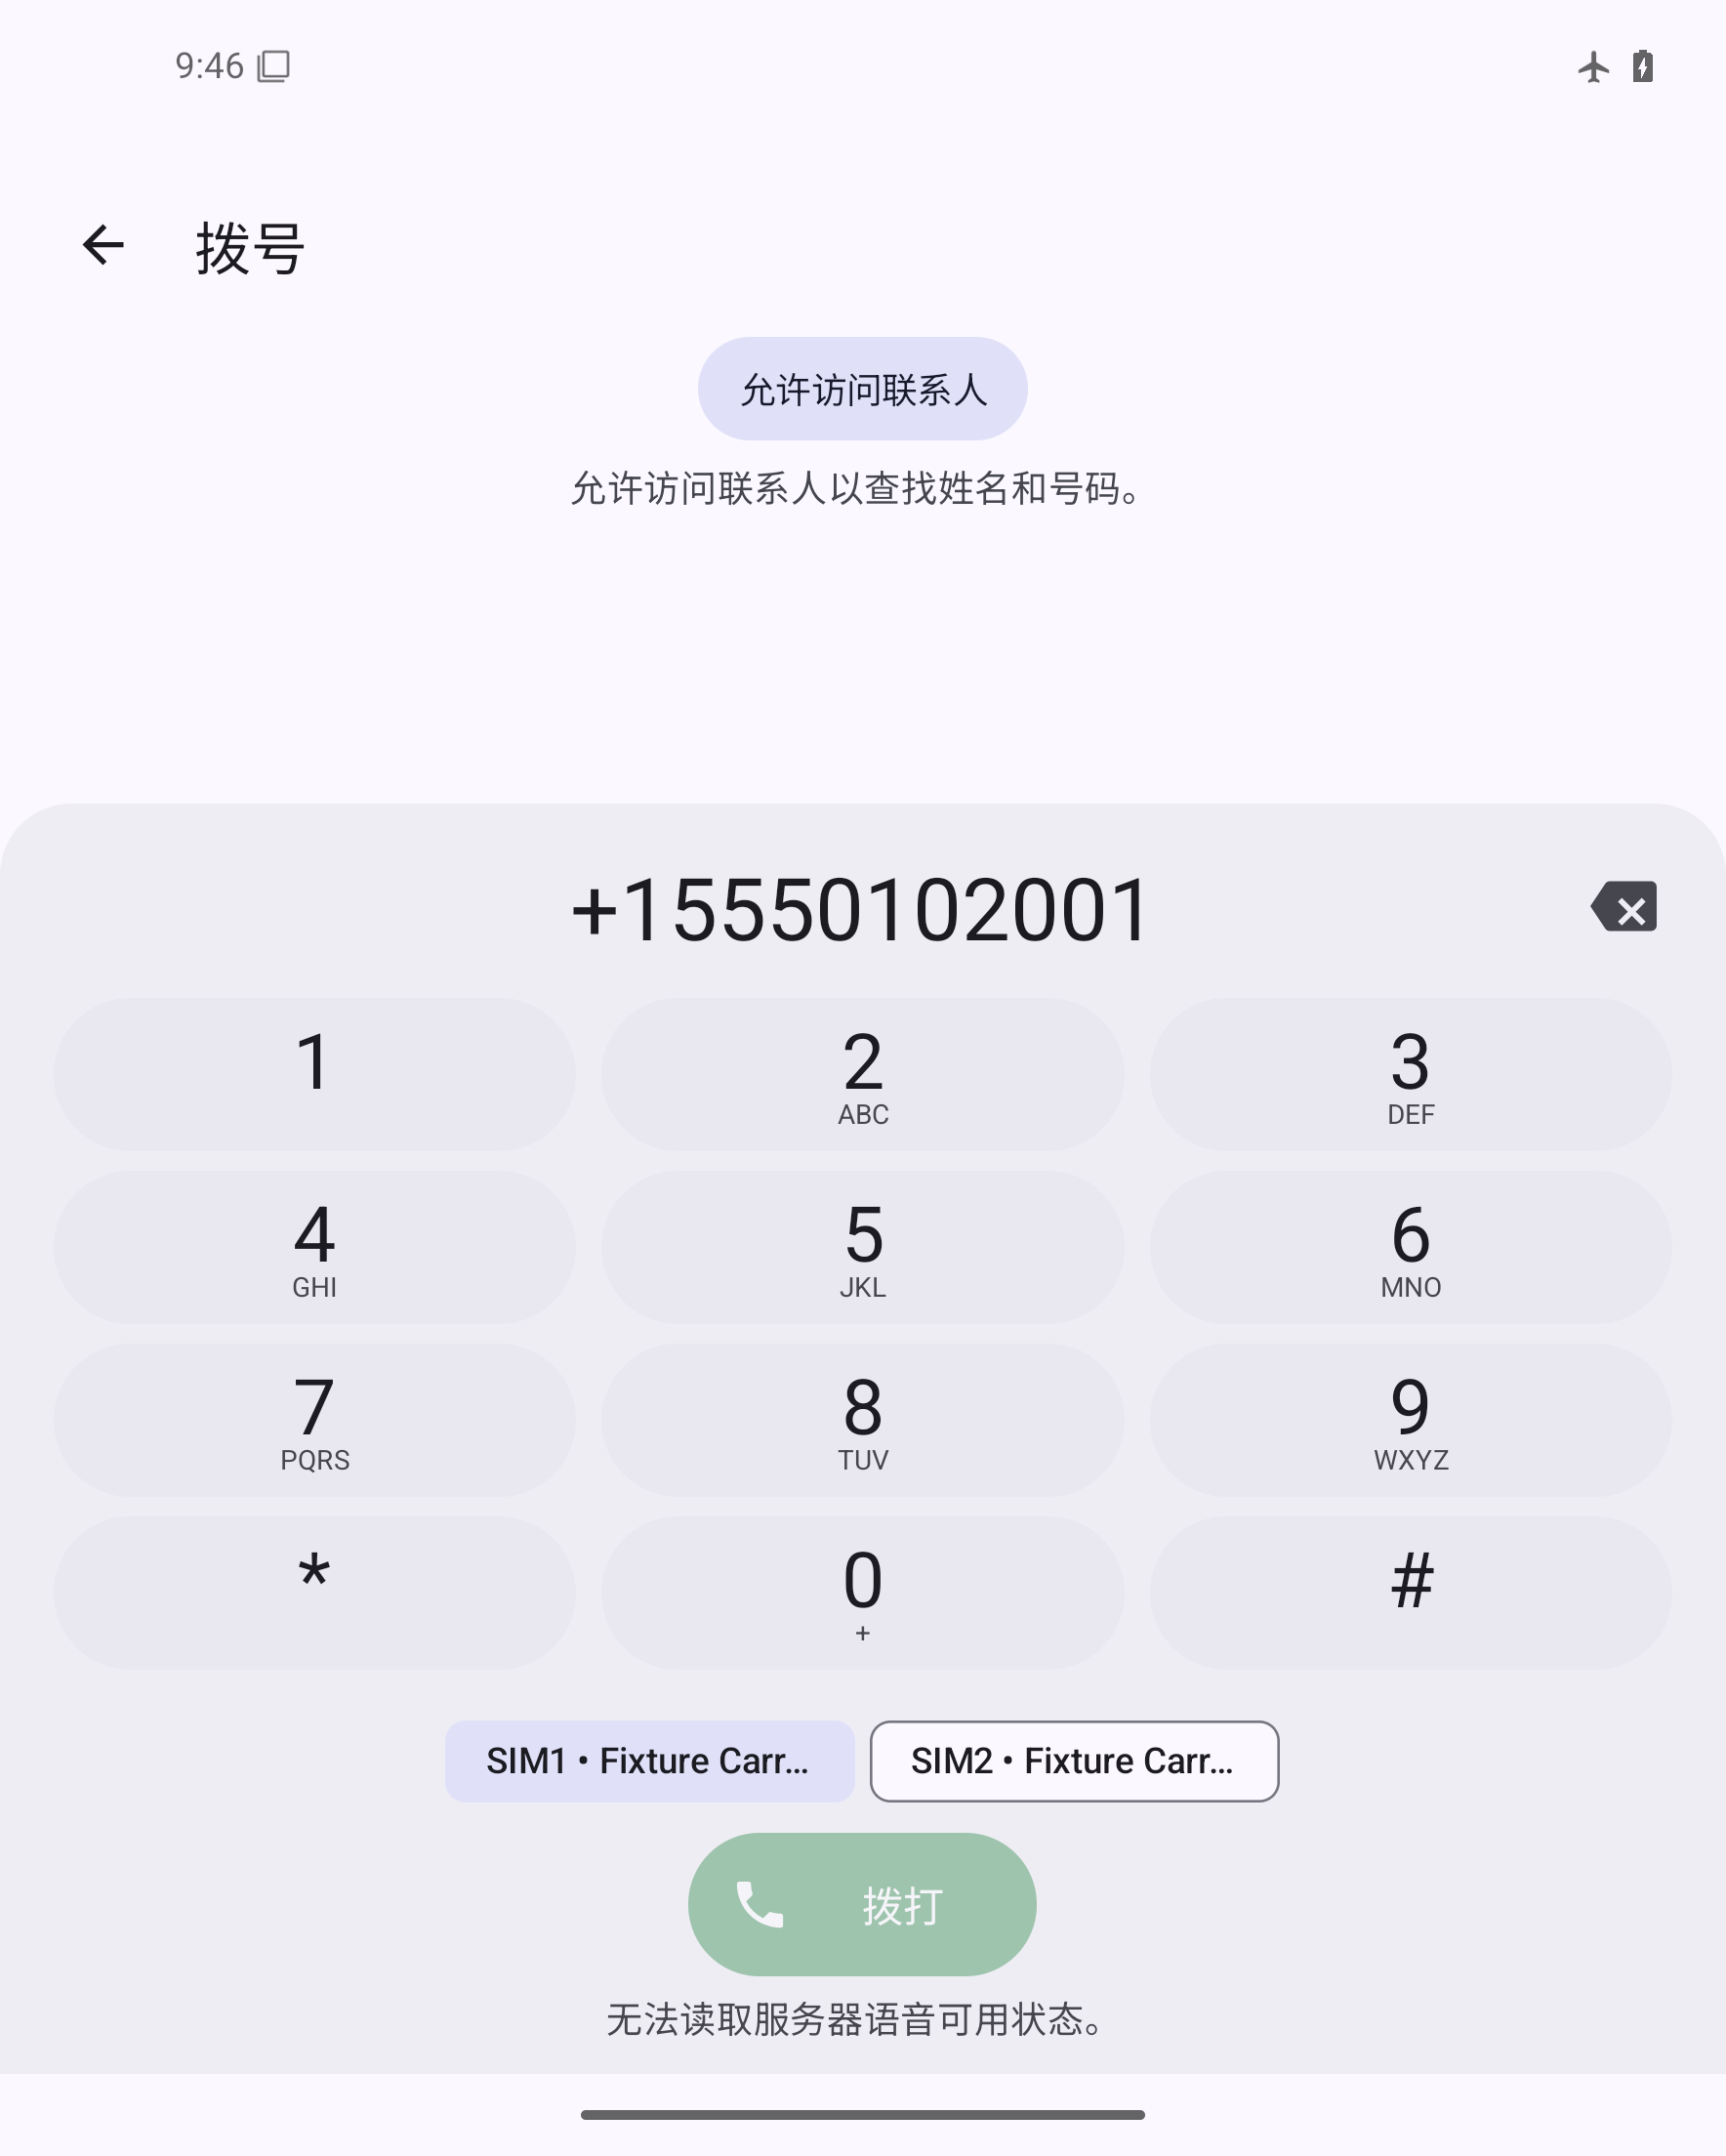 9:46
拨号
允许访问联系人
允许访问联系人以查找姓名和号码。
+15550102001
1
2
ABC
3
DEF
4
GHI
5
JKL
6
MNO
7
PQRS
8
TUV
9
WXYZ
*
0
+
#
SIM1 • Fixture Carr…
SIM2 • Fixture Carr…
拨打
无法读取服务器语音可用状态。